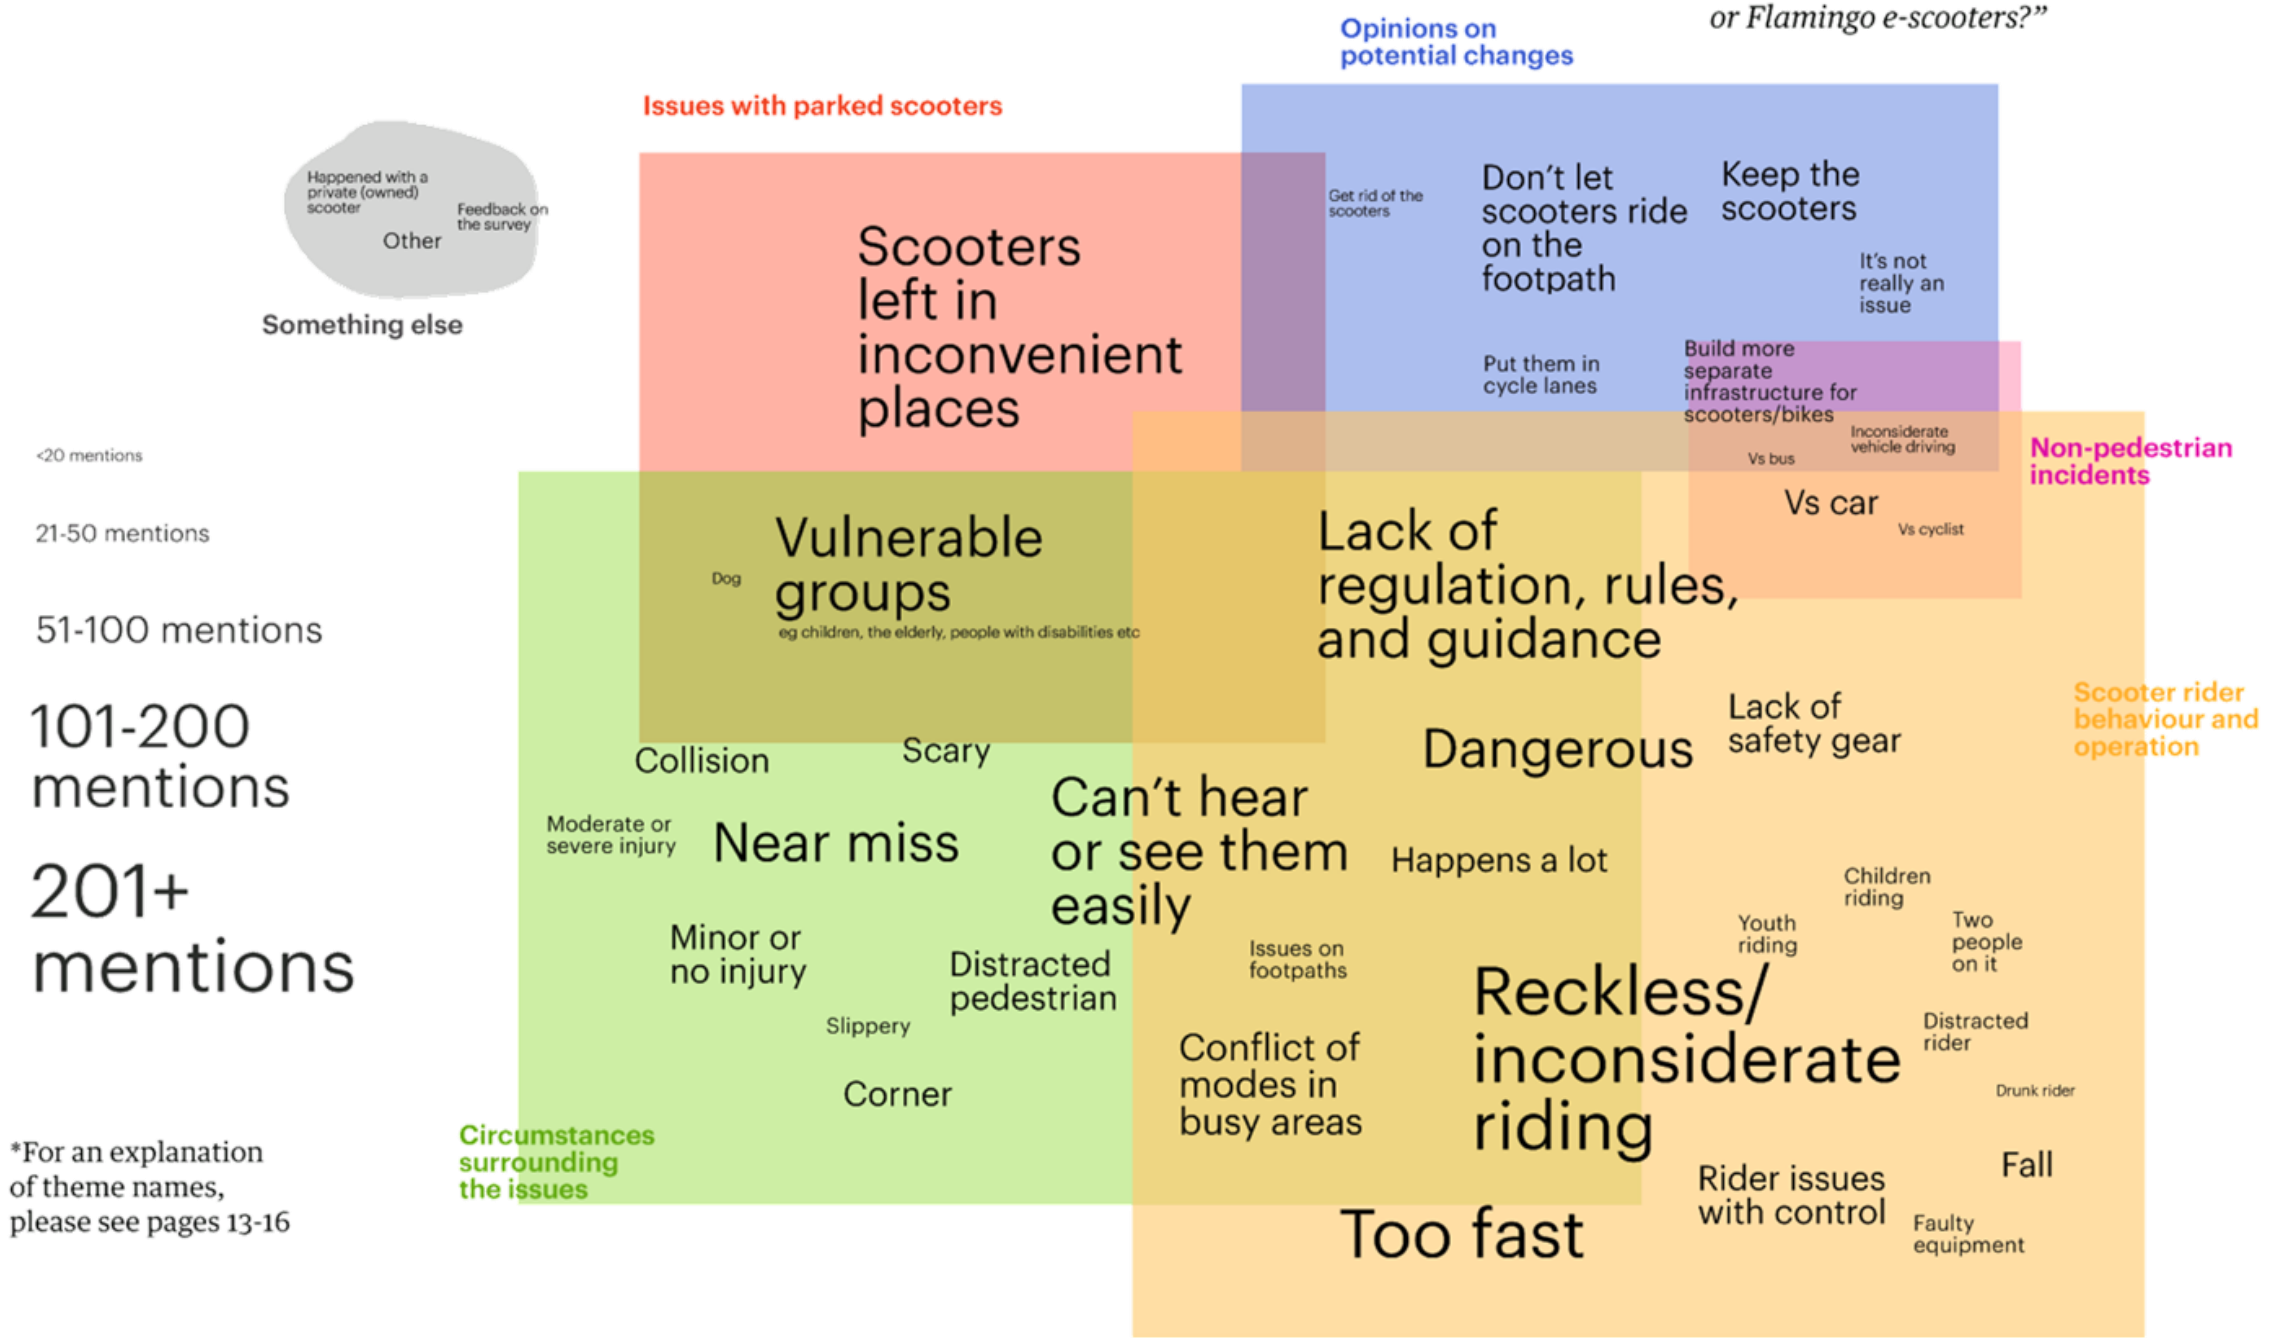 or Flamingo e-scooters?”
Opinions on
potential changes
Issues with parked scooters
Happened with a
private (owned)
scooter
Feedback on
the survey
Other
Something else
Get rid of the
scooters
Don’t let
scooters ride
on the
footpath
Keep the
scooters
It’s not
really an
issue
Put them in
cycle lanes
Build more
separate
infrastructure for
scooters/bikes
Scooters
left in
inconvenient
places
Inconsiderate
vehicle driving
Vs bus
Vs car
Vs cyclist
Non-pedestrian
incidents
<20 mentions
21-50 mentions
51-100 mentions
101-200
mentions
201+
mentions
Vulnerable
groups
eg children, the elderly, people with disabilities etc
Dog
Lack of
regulation, rules,
and guidance
Scooter rider
behaviour and
operation
Lack of
safety gear
Dangerous
Collision
Scary
Can’t hear
or see them
easily
Moderate or
severe injury
Near miss
Happens a lot
Children
riding
Youth
riding
Two
people
on it
Minor or
no injury
Distracted
pedestrian
Issues on
footpaths
Reckless/
inconsiderate
riding
Distracted
rider
Slippery
Conflict of
modes in
busy areas
Drunk rider
Corner
Circumstances
surrounding
the issues
Rider issues
with control
Fall
Too fast
Faulty
equipment
*For an explanation
of theme names,
please see pages 13-16